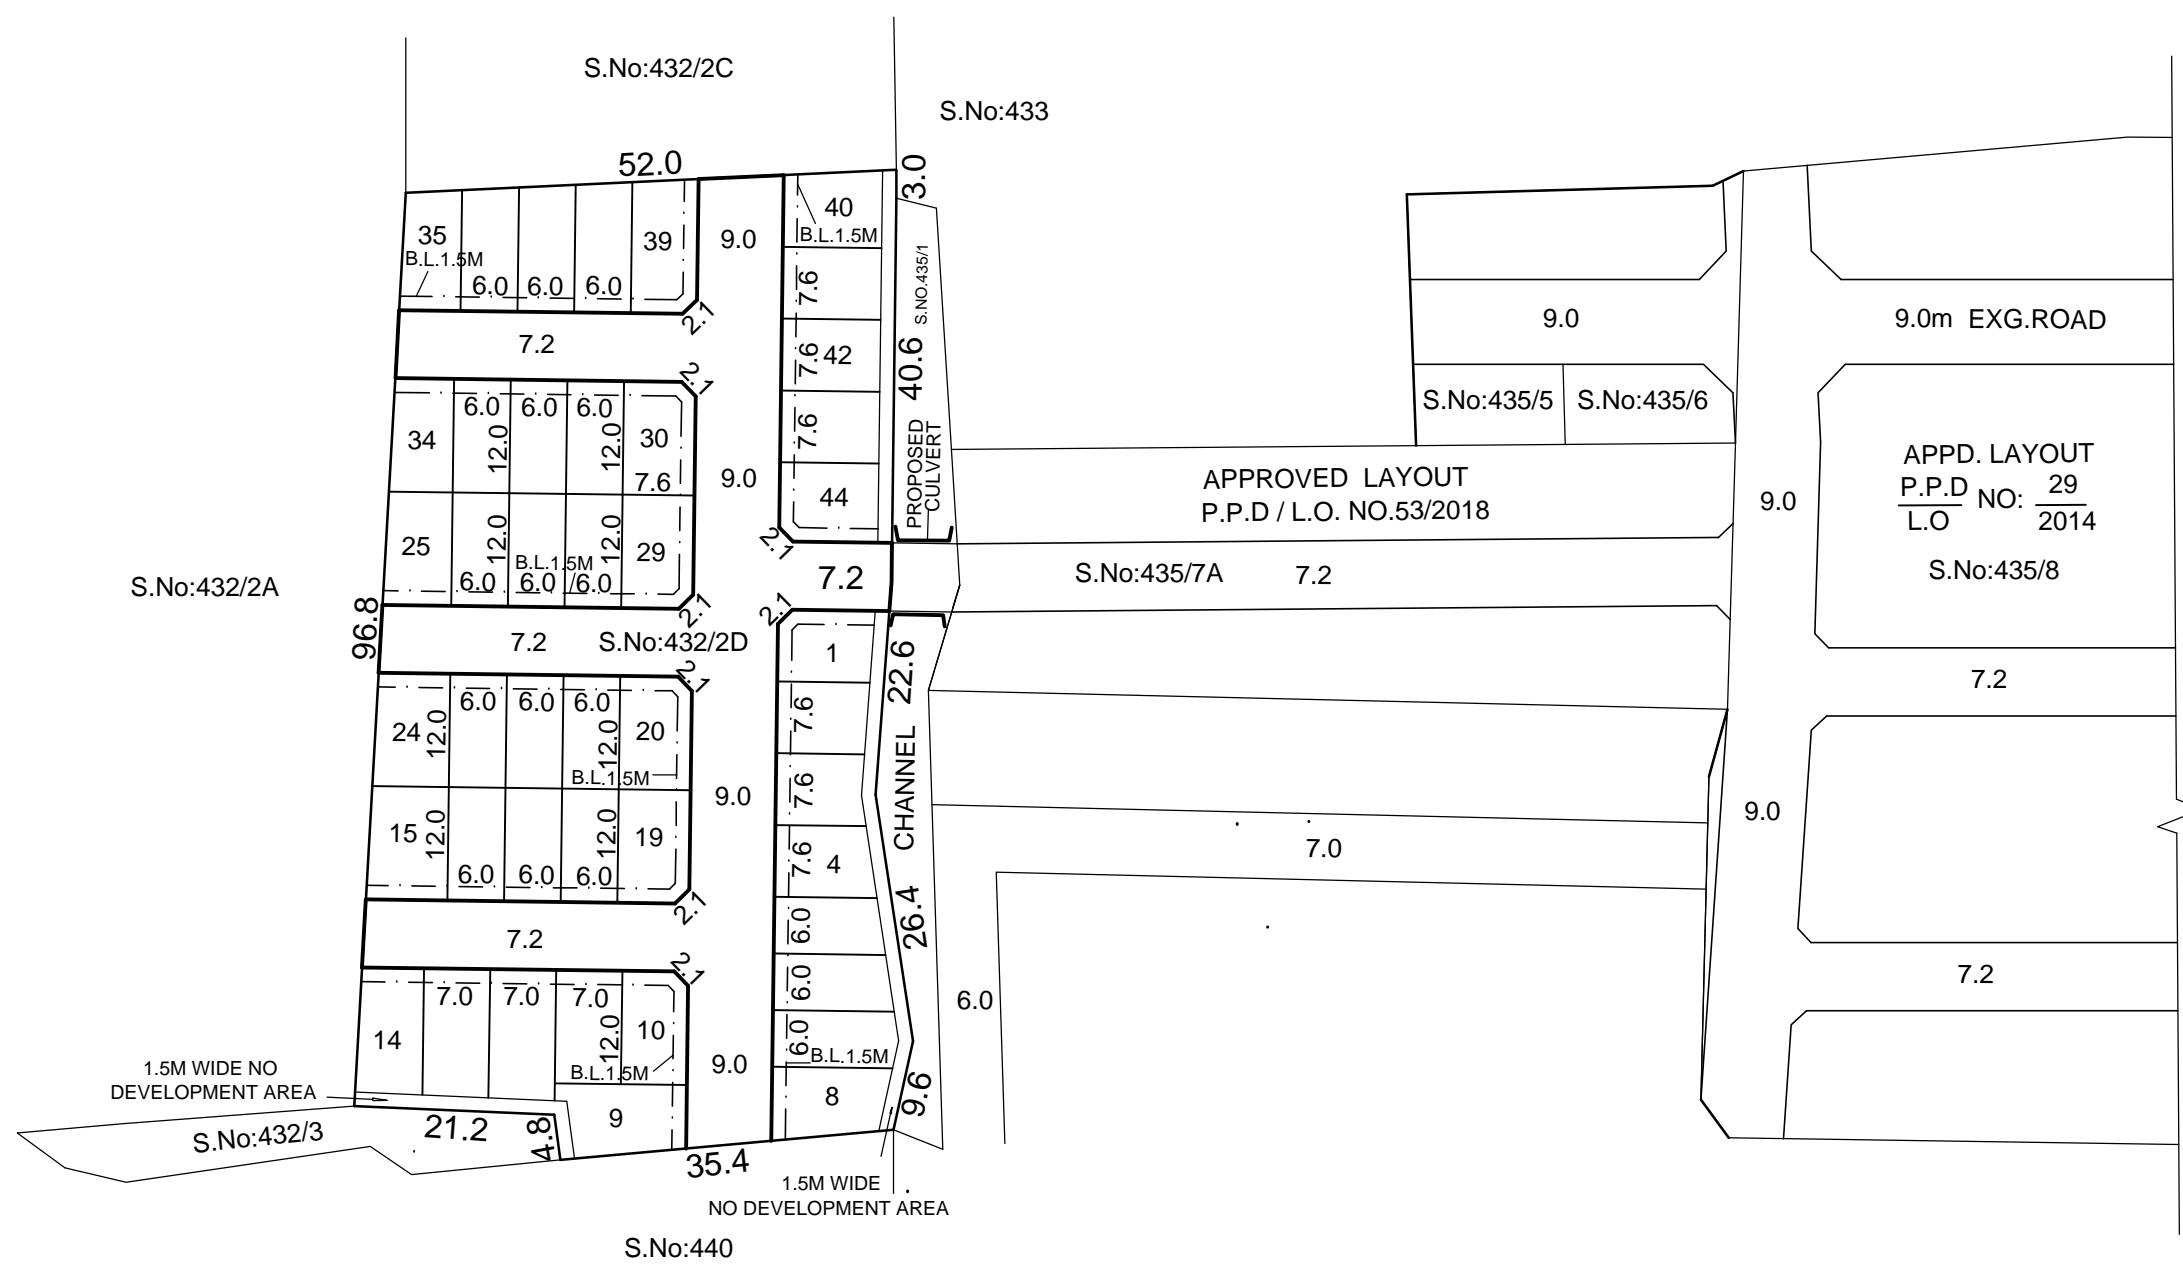 S.No:432/2C
S.No:433
52.0
3.0
40
B.L.1.5M
35
B.L.1.5M
39
9.0
6.0 6.0 6.0
7.6
S.NO.435/1
2.1
7.2
7.6
42
40.6
9.0
9.0m EXG.ROAD
2.1
6.0 6.0 6.0
S.No:435/5
S.No:435/6
34
12.0
12.0
30
7.6
7.6
9.0
44
PROPOSED
CULVERT
APPROVED LAYOUT
P.P.D / L.O. NO.53/2018
9.0
APPD. LAYOUT
P.P.D NO: 29
L.O 2014
S.No:435/8
25
12.0
B.L.1.5M
12.0
29
6.0 6.0 6.0
2.1
7.2
S.No:435/7A
7.2
S.No:432/2A
96.8
2.1
2.1
7.2
S.No:432/2D
1
22.6
2.1
7.2
6.0 6.0 6.0
24
12.0
12.0
20
B.L.1.5M
7.6
9.0
7.6
CHANNEL
9.0
15
12.0
12.0
19
7.6
4
7.0
6.0 6.0 6.0
2.1
26.4
6.0
7.2
2.1
6.0
7.2
7.0 7.0 7.0
6.0
14
12.0
10
B.L.1.5M
9.0
6.0
B.L.1.5M
1.5M WIDE NO
DEVELOPMENT AREA
9
8
9.6
S.No:432/3
21.2
4.8
35.4
1.5M WIDE
NO DEVELOPMENT AREA
S.No:440